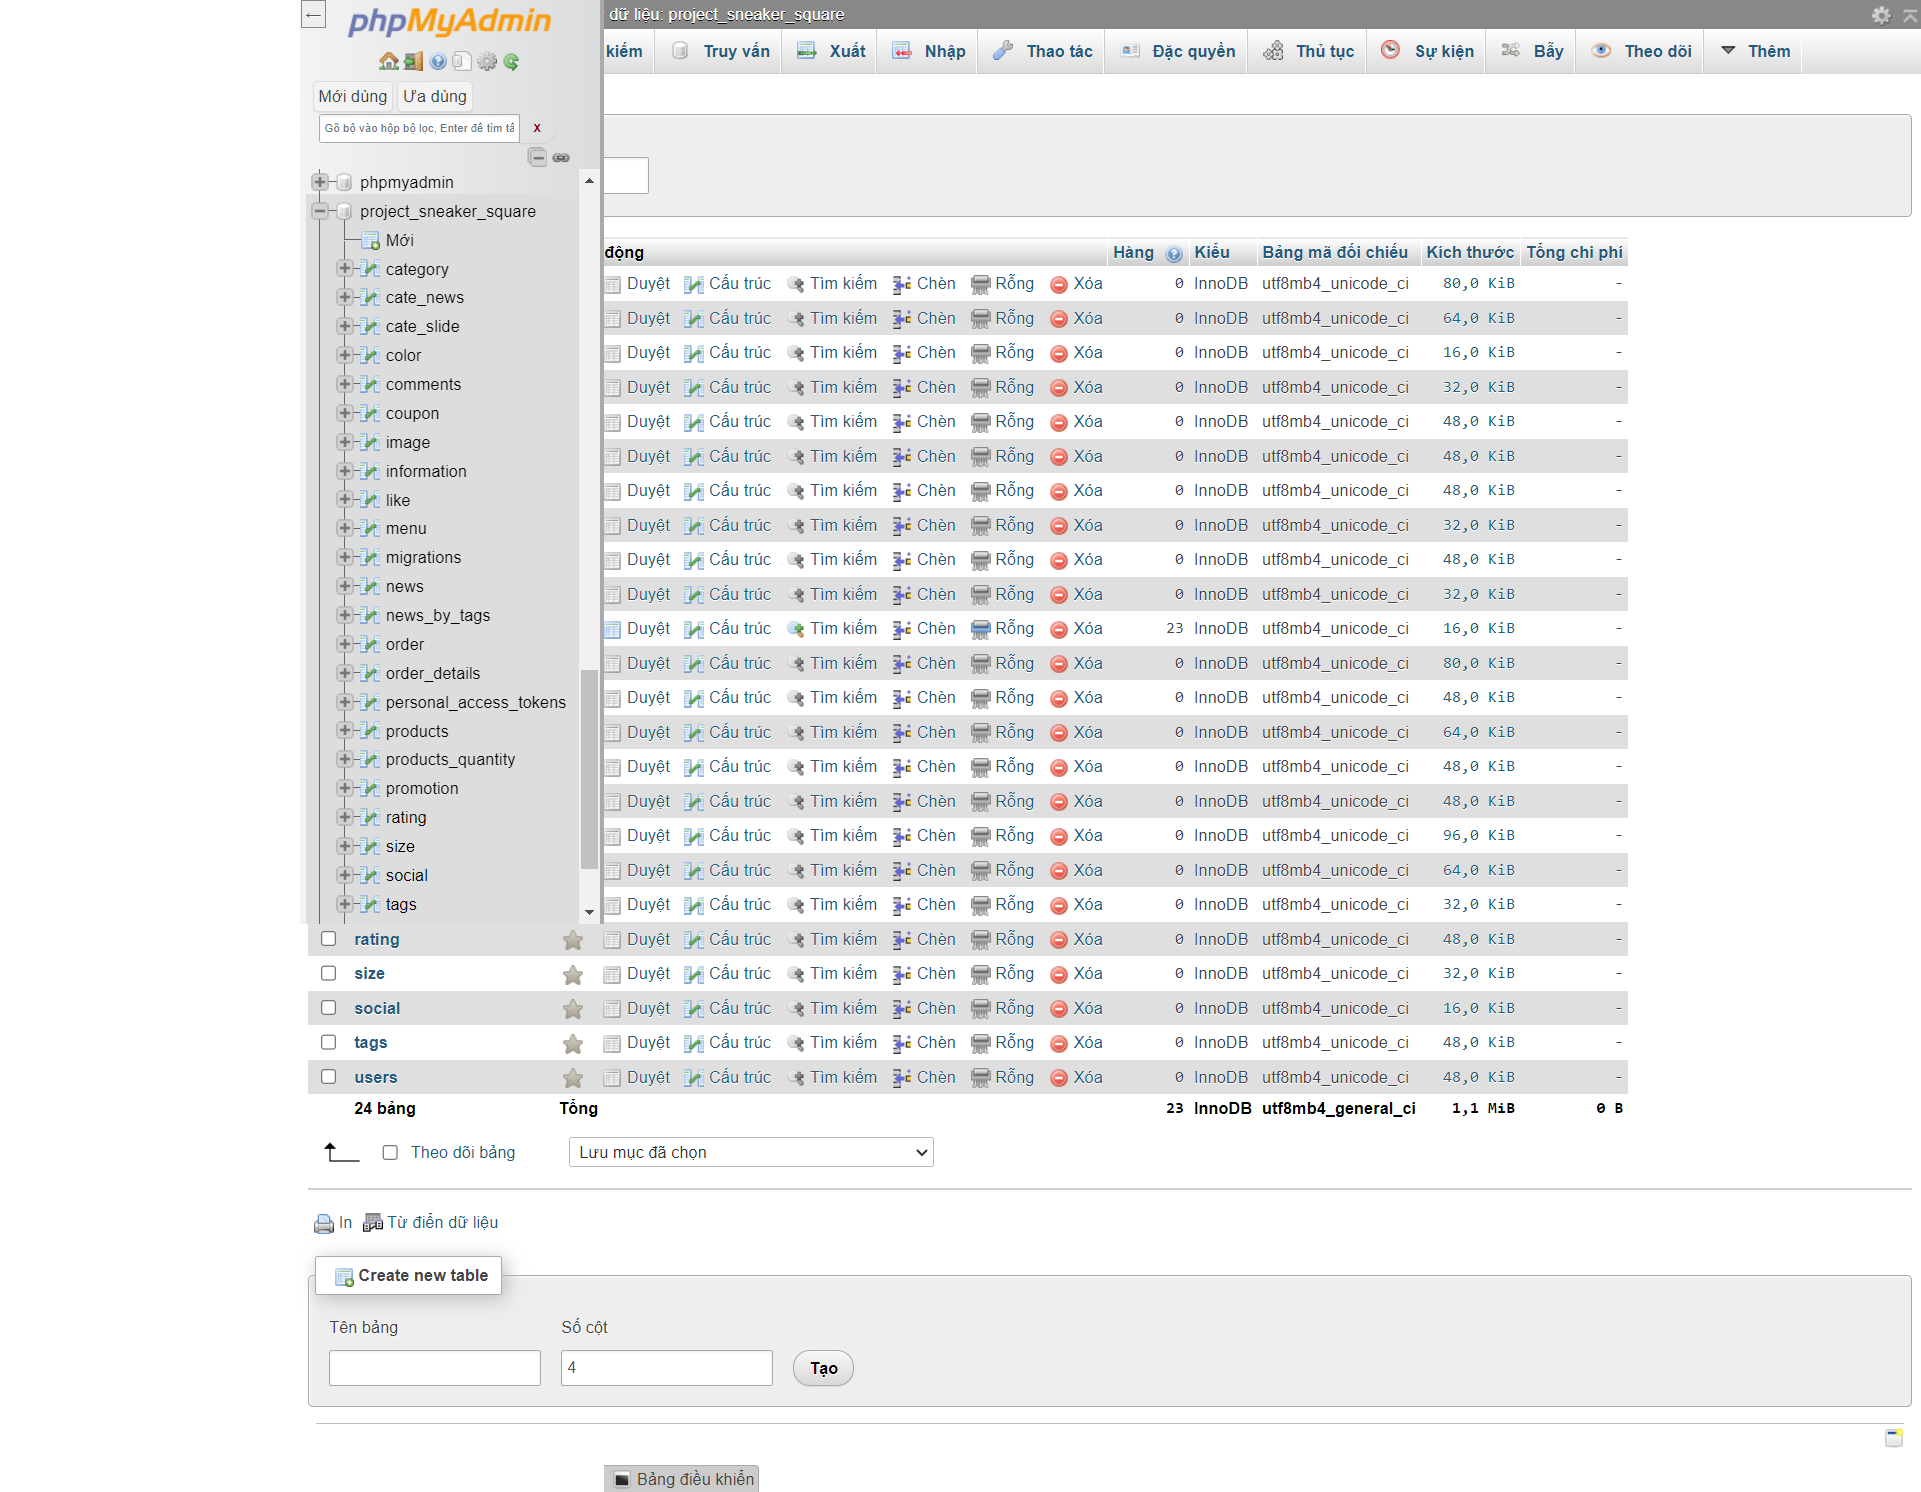 ←
phpMyAdmin
Mới dùng Ưa dùng
Gõ bộ vào hộp bộ lọc, Enter để tìm tấ X
phpmyadmin
project_sneaker_square
Mới
category
cate_news
cate_slide
color
comments
coupon
image
information
like
menu
migrations
news
news_by_tags
order
order_details
personal_access_tokens
products
products_quantity
promotion
rating
size
social
tags
dữ liệu: project_sneaker_square
kiếm Truy vấn Xuất Nhập Thao tác Đặc quyền Thủ tục Sự kiện Bẫy Theo dõi Thêm
động Hàng Kiểu Bảng mã đối chiếu Kích thước Tổng chi phí
Duyệt Cấu trúc Tìm kiếm Chèn Rỗng Xóa 0 InnoDB utf8mb4_unicode_ci 80,0 KiB -
Duyệt Cấu trúc Tìm kiếm Chèn Rỗng Xóa 0 InnoDB utf8mb4_unicode_ci 64,0 KiB -
Duyệt Cấu trúc Tìm kiếm Chèn Rỗng Xóa 0 InnoDB utf8mb4_unicode_ci 16,0 KiB -
Duyệt Cấu trúc Tìm kiếm Chèn Rỗng Xóa 0 InnoDB utf8mb4_unicode_ci 32,0 KiB -
Duyệt Cấu trúc Tìm kiếm Chèn Rỗng Xóa 0 InnoDB utf8mb4_unicode_ci 48,0 KiB -
Duyệt Cấu trúc Tìm kiếm Chèn Rỗng Xóa 0 InnoDB utf8mb4_unicode_ci 48,0 KiB -
Duyệt Cấu trúc Tìm kiếm Chèn Rỗng Xóa 0 InnoDB utf8mb4_unicode_ci 48,0 KiB -
Duyệt Cấu trúc Tìm kiếm Chèn Rỗng Xóa 0 InnoDB utf8mb4_unicode_ci 32,0 KiB -
Duyệt Cấu trúc Tìm kiếm Chèn Rỗng Xóa 0 InnoDB utf8mb4_unicode_ci 48,0 KiB -
Duyệt Cấu trúc Tìm kiếm Chèn Rỗng Xóa 0 InnoDB utf8mb4_unicode_ci 32,0 KiB -
Duyệt Cấu trúc Tìm kiếm Chèn Rỗng Xóa 23 InnoDB utf8mb4_unicode_ci 16,0 KiB -
Duyệt Cấu trúc Tìm kiếm Chèn Rỗng Xóa 0 InnoDB utf8mb4_unicode_ci 80,0 KiB -
Duyệt Cấu trúc Tìm kiếm Chèn Rỗng Xóa 0 InnoDB utf8mb4_unicode_ci 48,0 KiB -
Duyệt Cấu trúc Tìm kiếm Chèn Rỗng Xóa 0 InnoDB utf8mb4_unicode_ci 64,0 KiB -
Duyệt Cấu trúc Tìm kiếm Chèn Rỗng Xóa 0 InnoDB utf8mb4_unicode_ci 48,0 KiB -
Duyệt Cấu trúc Tìm kiếm Chèn Rỗng Xóa 0 InnoDB utf8mb4_unicode_ci 48,0 KiB -
Duyệt Cấu trúc Tìm kiếm Chèn Rỗng Xóa 0 InnoDB utf8mb4_unicode_ci 96,0 KiB -
Duyệt Cấu trúc Tìm kiếm Chèn Rỗng Xóa 0 InnoDB utf8mb4_unicode_ci 64,0 KiB -
Duyệt Cấu trúc Tìm kiếm Chèn Rỗng Xóa 0 InnoDB utf8mb4_unicode_ci 32,0 KiB -
rating Duyệt Cấu trúc Tìm kiếm Chèn Rỗng Xóa 0 InnoDB utf8mb4_unicode_ci 48,0 KiB -
size Duyệt Cấu trúc Tìm kiếm Chèn Rỗng Xóa 0 InnoDB utf8mb4_unicode_ci 32,0 KiB -
social Duyệt Cấu trúc Tìm kiếm Chèn Rỗng Xóa 0 InnoDB utf8mb4_unicode_ci 16,0 KiB -
tags Duyệt Cấu trúc Tìm kiếm Chèn Rỗng Xóa 0 InnoDB utf8mb4_unicode_ci 48,0 KiB -
users Duyệt Cấu trúc Tìm kiếm Chèn Rỗng Xóa 0 InnoDB utf8mb4_unicode_ci 48,0 KiB -
24 bảng Tổng 23 InnoDB utf8mb4_general_ci 1,1 MiB 0 B
Theo dõi bảng Lưu mục đã chọn
In Từ điển dữ liệu
Create new table
Tên bảng Số cột
4 Tạo
Bảng điều khiển